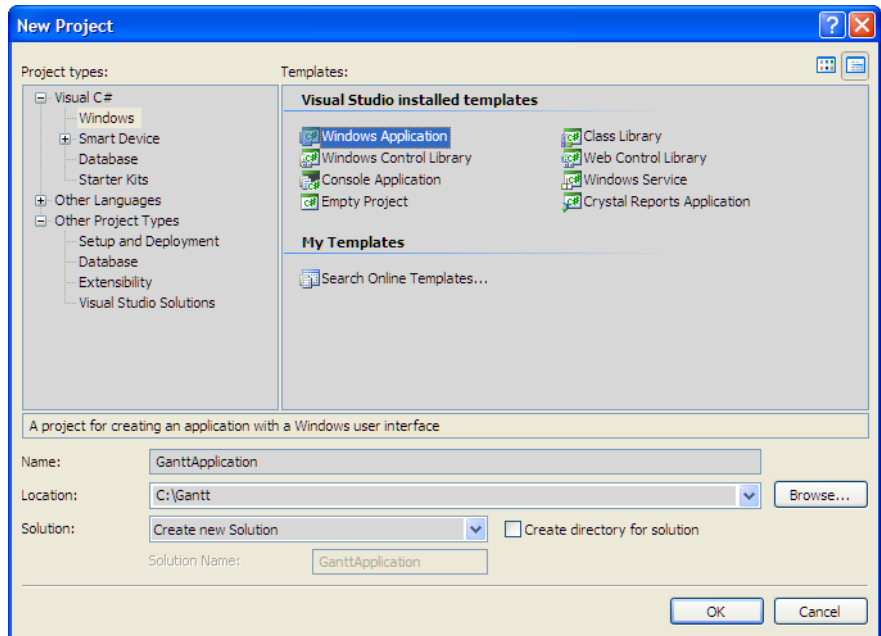 New Project
Project types:
Templates:
Visual C#
Windows
Smart Device
Database
Starter Kits
Other Languages
Other Project Types
Setup and Deployment
Database
Extensibility
Visual Studio Solutions
Visual Studio installed templates
Windows Application
Class Library
Windows Control Library
Web Control Library
Console Application
Windows Service
Empty Project
Crystal Reports Application
My Templates
Search Online Templates...
A project for creating an application with a Windows user interface
Name:
GanttApplication
Location:
C:\Gantt
Browse...
Solution:
Create new Solution
Create directory for solution
Solution Name:
GanttApplication
OK
Cancel